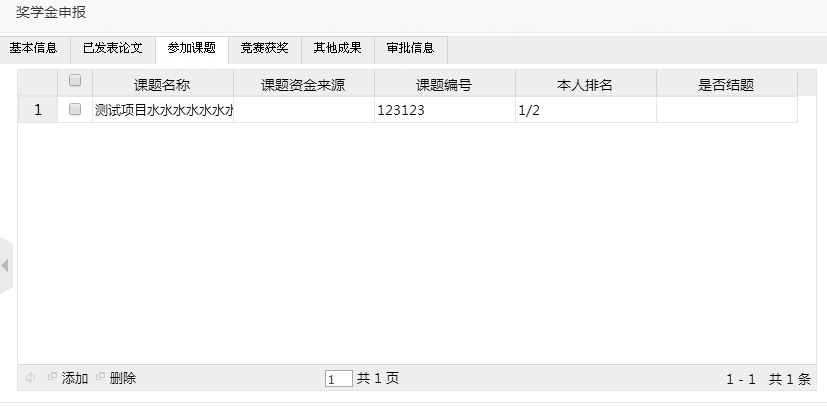 奖学金申报
基本信息 已发表论文 参加课题 竞赛获奖 其他成果 审批信息
课题名称 课题资金来源 课题编号 本人排名 是否结题
1 测试项目水水水水水水水 123123 1/2
添加 删除 1 共 1 页 1 - 1 共 1 条